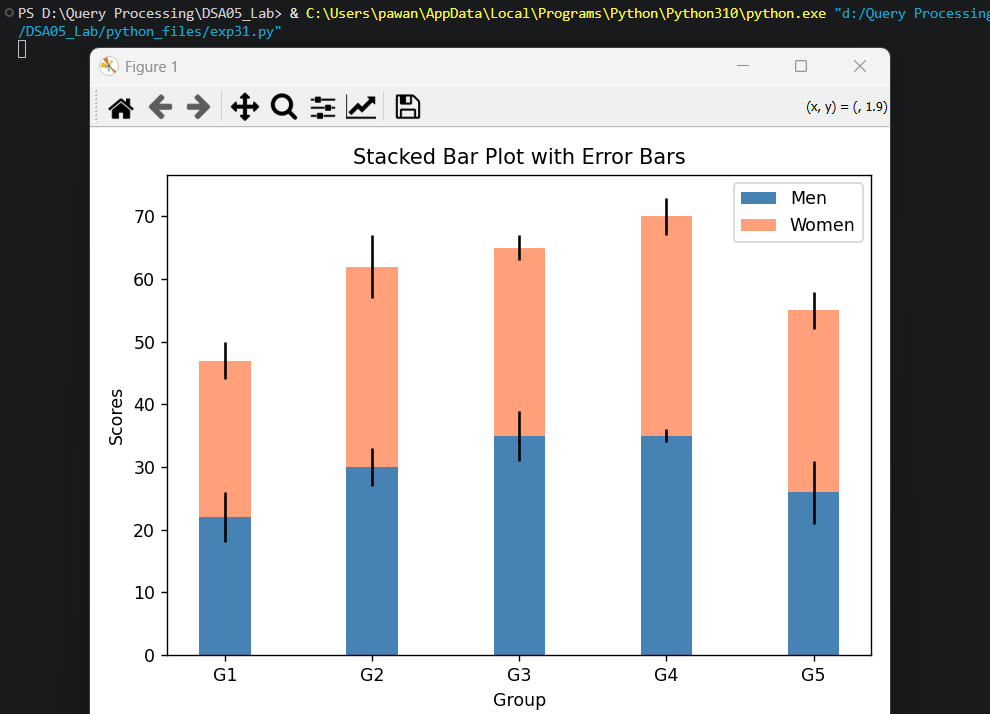 PS D:\Query Processing\DSA05_Lab> & C:\Users\pawan\AppData\Local\Programs\Python\Python310\python.exe "d:/Query Processing
/DSA05_Lab/python_files/exp31.py"
Figure 1
(x, y) = (, 1.9)
Stacked Bar Plot with Error Bars
Men
Women
Scores
70
60
50
40
30
20
10
0
G1 G2 G3 G4 G5
Group